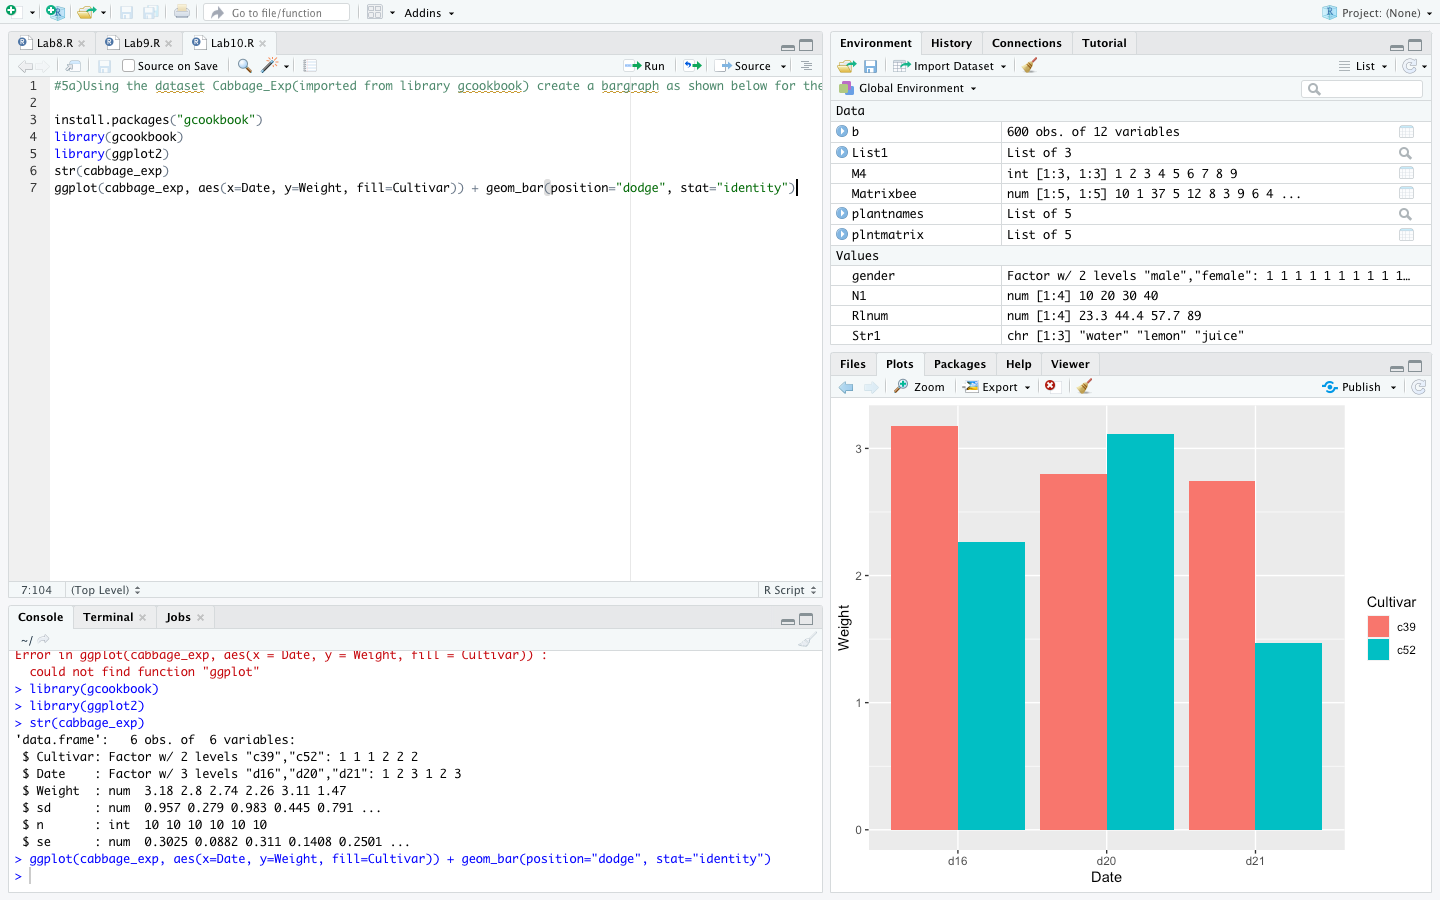 Go to file/function
Addins
Project: (None)
Lab8.R
Lab9.R
Lab10.R
Source on Save
Run
Source
1 #5a)Using the dataset Cabbage_Exp(imported from library gcookbook) create a bargraph as shown below for the
2
3 install.packages("gcookbook")
4 library(gcookbook)
5 library(ggplot2)
6 str(cabbage_exp)
7 ggplot(cabbage_exp, aes(x=Date, y=Weight, fill=Cultivar)) + geom_bar(position="dodge", stat="identity")
7:104 (Top Level) R Script
Console Terminal Jobs
~/
Error in ggplot(cabbage_exp, aes(x = Date, y = Weight, fill = Cultivar)) :
could not find function "ggplot"
> library(gcookbook)
> library(ggplot2)
> str(cabbage_exp)
'data.frame': 6 obs. of 6 variables:
$ Cultivar: Factor w/ 2 levels "c39","c52": 1 1 1 2 2 2
$ Date : Factor w/ 3 levels "d16","d20","d21": 1 2 3 1 2 3
$ Weight : num 3.18 2.8 2.74 2.26 3.11 1.47
$ sd : num 0.957 0.279 0.983 0.445 0.791 ...
$ n : int 10 10 10 10 10 10
$ se : num 0.3025 0.0882 0.311 0.1408 0.2501 ...
> ggplot(cabbage_exp, aes(x=Date, y=Weight, fill=Cultivar)) + geom_bar(position="dodge", stat="identity")
>
Environment History Connections Tutorial
Import Dataset
List
Global Environment
Data
b 600 obs. of 12 variables
List1 List of 3
M4 int [1:3, 1:3] 1 2 3 4 5 6 7 8 9
Matrixbee num [1:5, 1:5] 10 1 37 5 12 8 3 9 6 4 ...
plantnames List of 5
plntmatrix List of 5
Values
gender Factor w/ 2 levels "male","female": 1 1 1 1 1 1 1 1 1 1…
N1 num [1:4] 10 20 30 40
Rlnum num [1:4] 23.3 44.4 57.7 89
Str1 chr [1:3] "water" "lemon" "juice"
Files Plots Packages Help Viewer
Zoom
Export
Publish
3
2
1
0
Weight
d16 d20 d21
Date
Cultivar
c39
c52